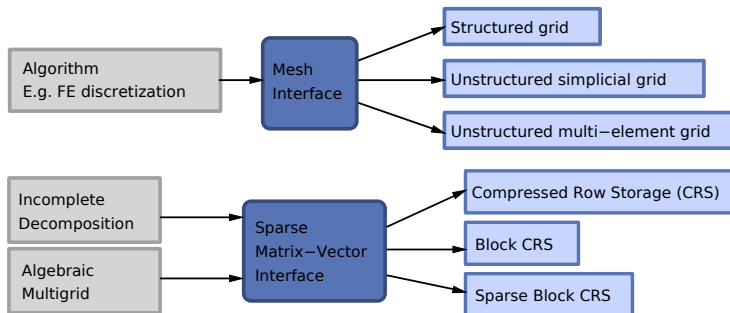 Algorithm
E.g. FE discretization
Mesh
Interface
Structured grid
Unstructured simplicial grid
Unstructured multi−element grid
Incomplete
Decomposition
Algebraic
Multigrid
Sparse
Matrix−Vector
Interface
Compressed Row Storage (CRS)
Block CRS
Sparse Block CRS